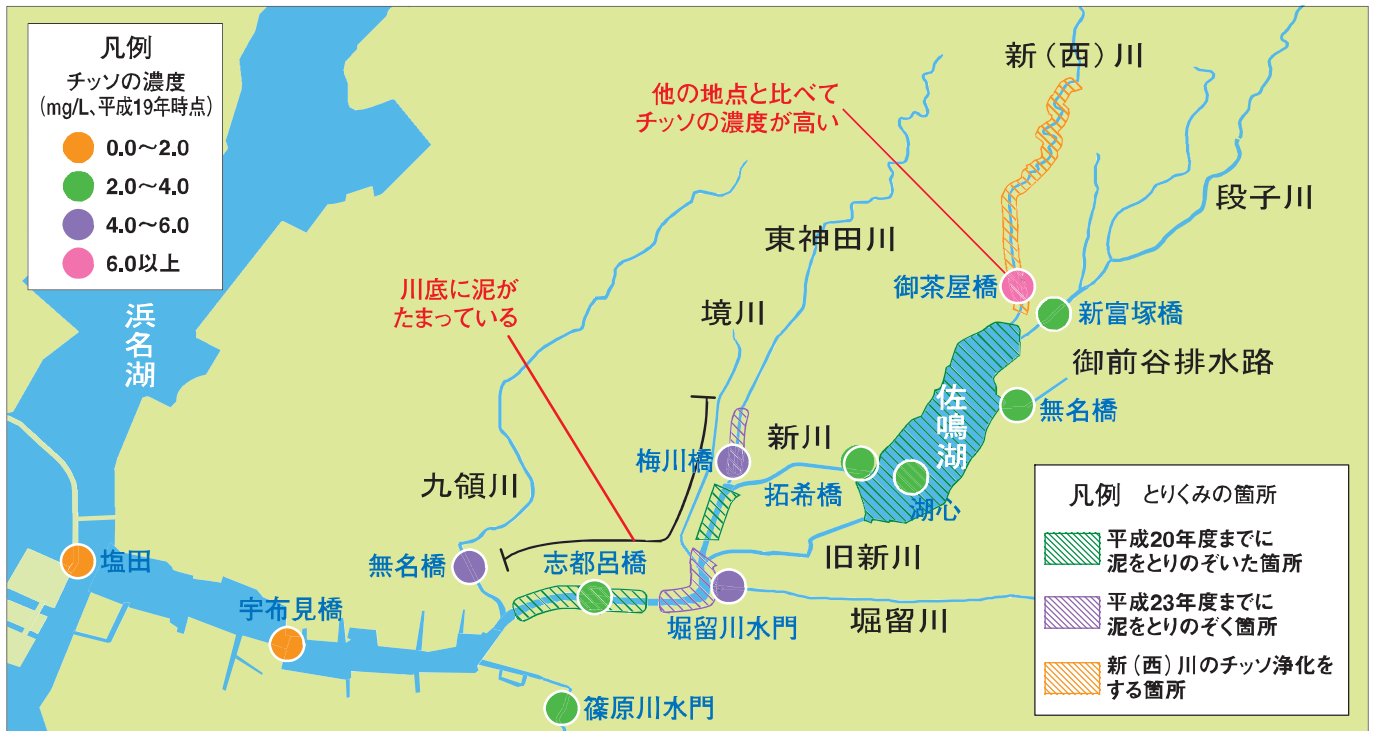 凡例
チッソの濃度
(mg/L、平成19年時点)
0.0〜2.0
2.0〜4.0
4.0〜6.0
6.0以上
浜名湖
他の地点と比べて
チッソの濃度が高い
新(西)川
段子川
東神田川
御茶屋橋
新富塚橋
川底に泥が
たまっている
境川
御前谷排水路
無名橋
佐鳴湖
新川
梅川橋
拓希橋
湖心
九領川
旧新川
無名橋
志都呂橋
塩田
宇布見橋
堀留川水門
堀留川
篠原川水門
凡例 とりくみの箇所
平成20年度までに
泥をとりのぞいた箇所
平成23年度までに
泥をとりのぞく箇所
新(西)川のチッソ浄化を
する箇所